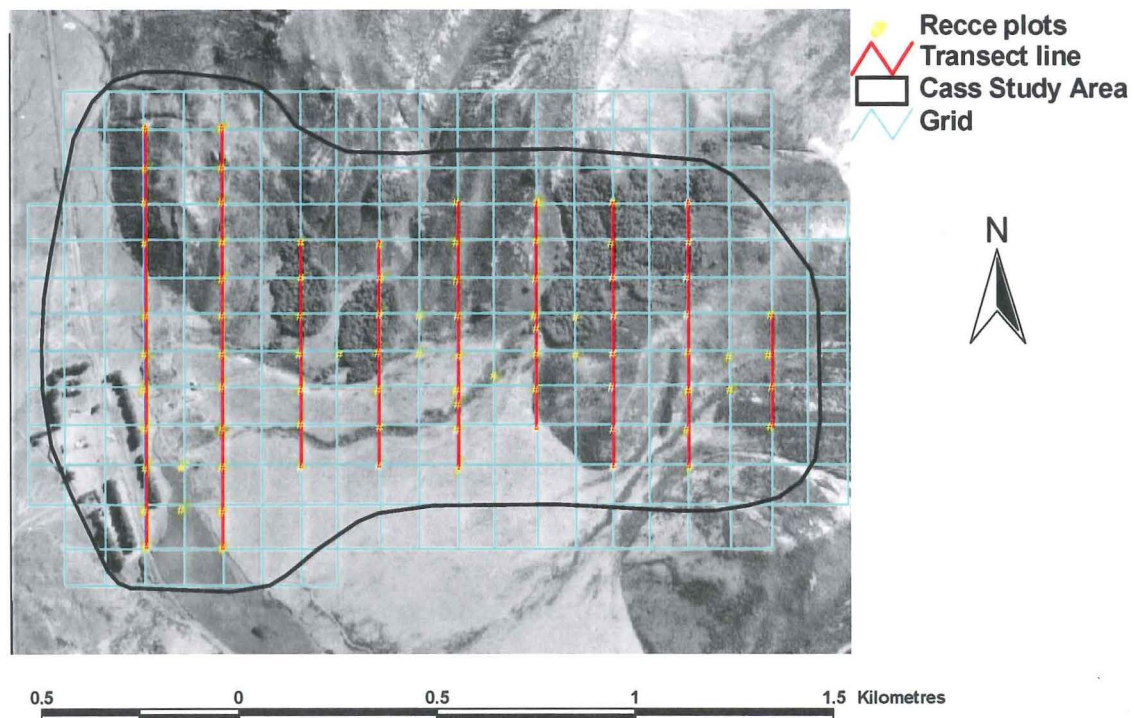 Recce plots
Transect line
Cass Study Area
Grid
N
0.5 0 0.5 1 1.5 Kilometres